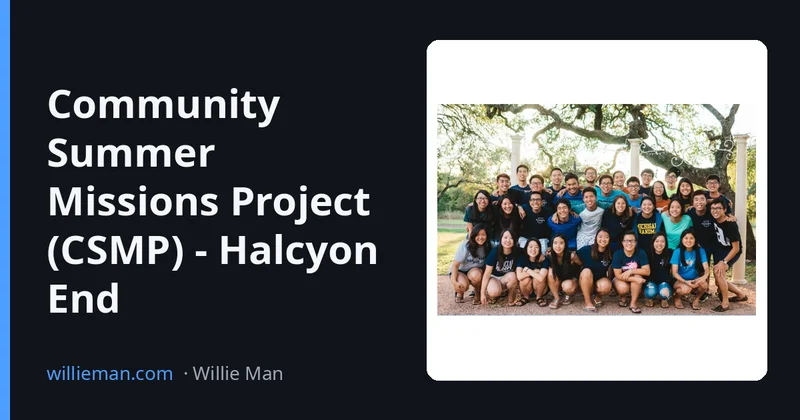 Community
Summer
Missions Project
(CSMP) - Halcyon
End
willieman.com · Willie Man